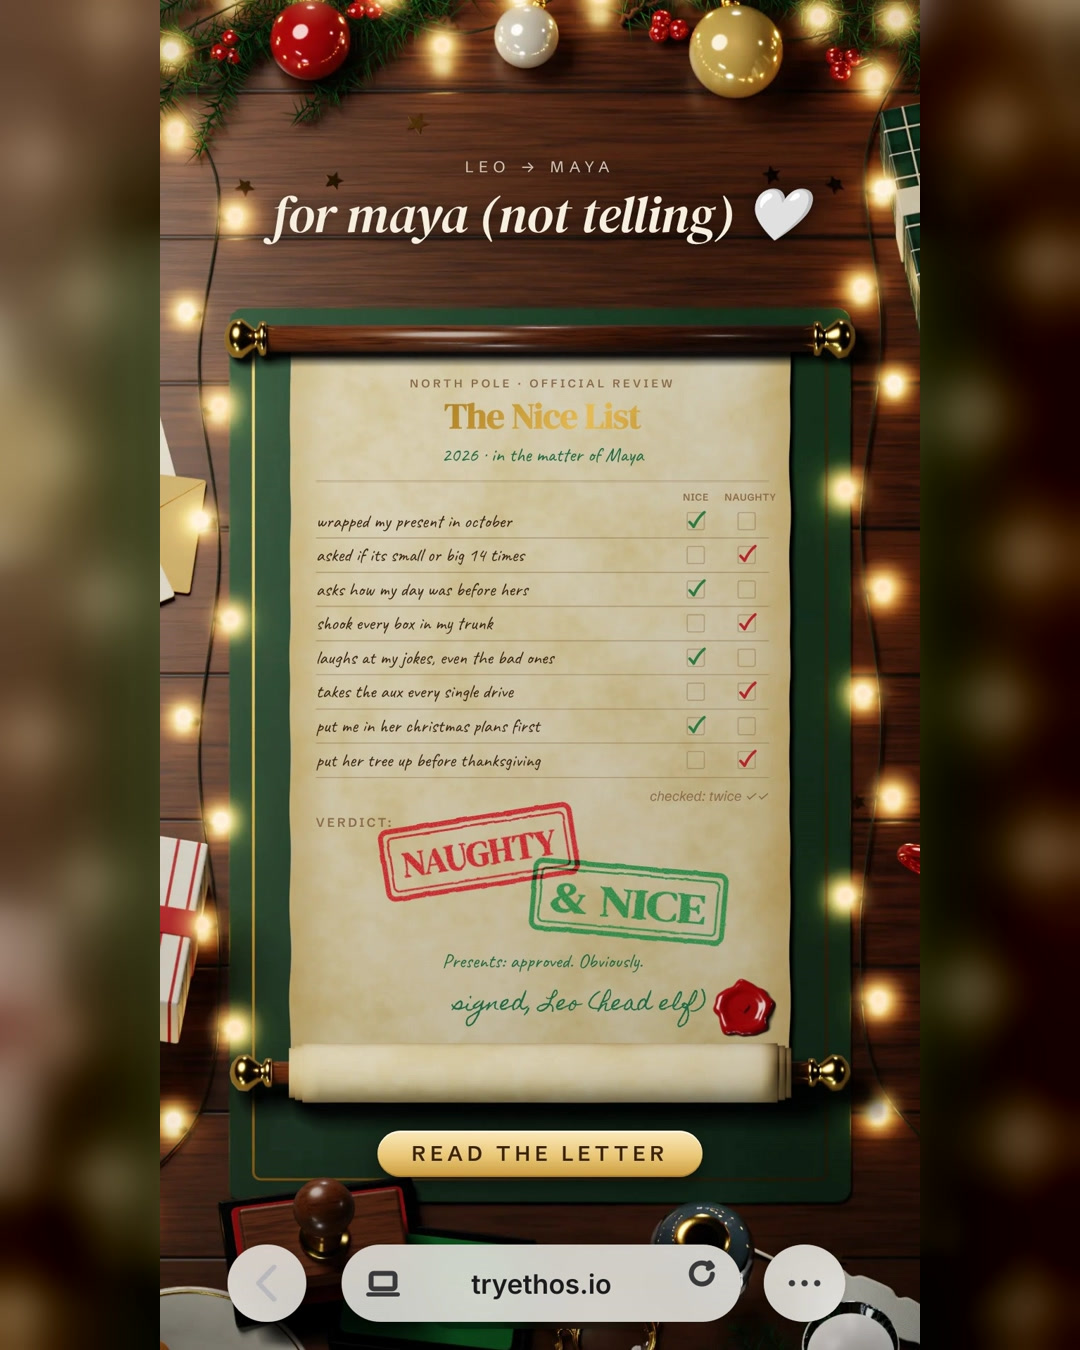 LEO → MAYA
for maya (not telling) 🤍
NORTH POLE · OFFICIAL REVIEW
The Nice List
2026 · in the matter of Maya
NICE NAUGHTY
wrapped my present in october
asked if its small or big 14 times
asks how my day was before hers
shook every box in my trunk
laughs at my jokes, even the bad ones
takes the aux every single drive
put me in her christmas plans first
put her tree up before thanksgiving
checked: twice ✓✓
VERDICT:
NAUGHTY
& NICE
Presents: approved. Obviously.
signed, Leo (head elf)
READ THE LETTER
tryethos.io